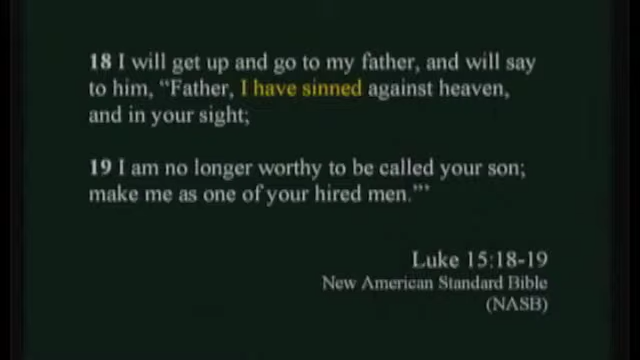 18 I will get up and go to my father, and will say
to him, “Father, I have sinned against heaven,
and in your sight;
19 I am no longer worthy to be called your son;
make me as one of your hired men.”’
Luke 15:18-19
New American Standard Bible
(NASB)